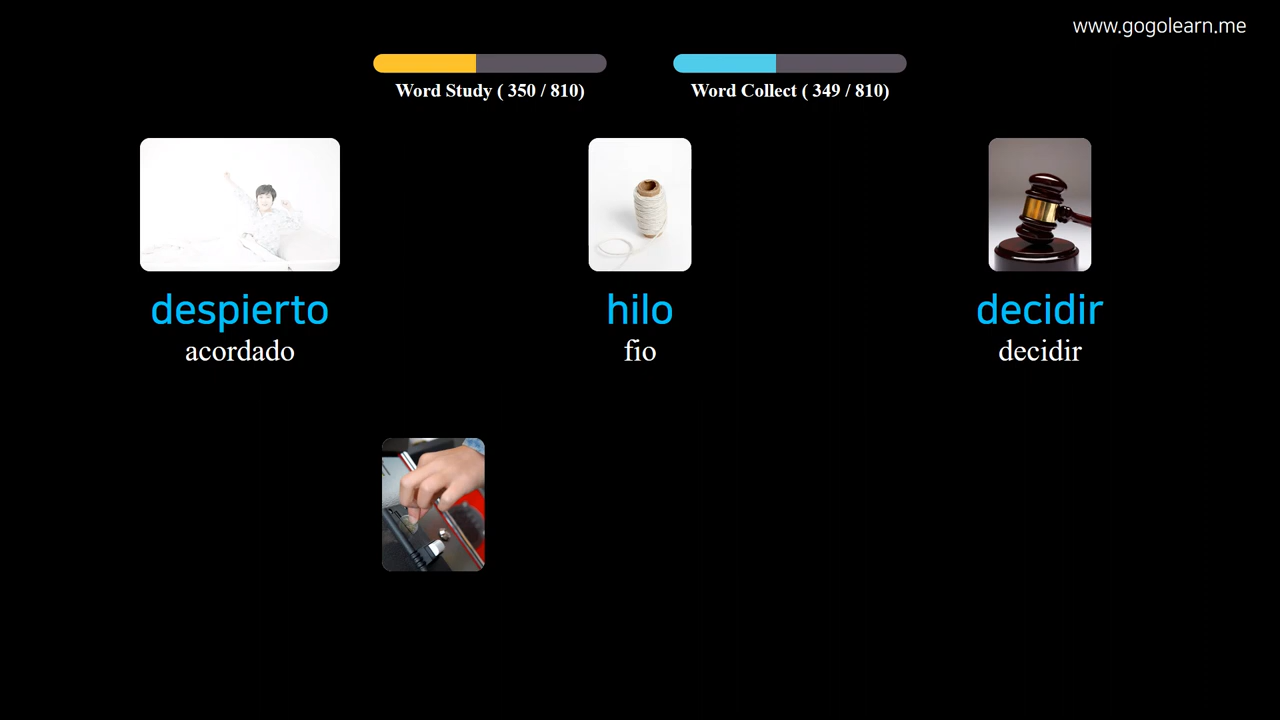 www.gogolearn.me
Word Study ( 350 / 810)
Word Collect ( 349 / 810)
despierto
acordado
hilo
fio
decidir
decidir